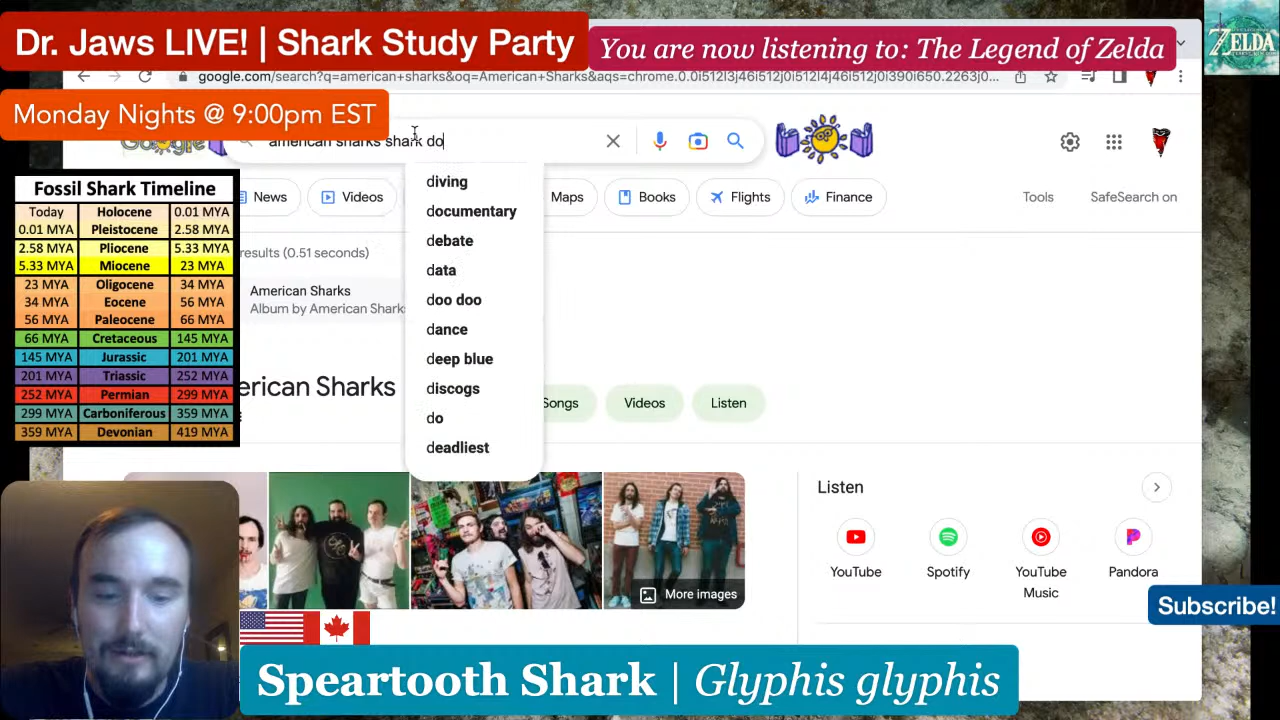 Dr. Jaws LIVE! | Shark Study Party
You are now listening to: The Legend of Zelda
ZELDA
google.com/search?q=american+sharks&oq=American+Sharks&aqs=chrome.0.0i512l3j46i512j0i512l4j46i512j0i390i650.2263j0...
Monday Nights @ 9:00pm EST
Google
american sharks shark do
diving
documentary
debate
data
doo doo
dance
deep blue
discogs
do
deadliest
News
Videos
Maps
Books
Flights
Finance
Tools
SafeSearch on
results (0.51 seconds)
American Sharks
Album by American Shark
erican Sharks
Songs
Videos
Listen
Fossil Shark Timeline
Today Holocene 0.01 MYA
0.01 MYA Pleistocene 2.58 MYA
2.58 MYA Pliocene 5.33 MYA
5.33 MYA Miocene 23 MYA
23 MYA Oligocene 34 MYA
34 MYA Eocene 56 MYA
56 MYA Paleocene 66 MYA
66 MYA Cretaceous 145 MYA
145 MYA Jurassic 201 MYA
201 MYA Triassic 252 MYA
252 MYA Permian 299 MYA
299 MYA Carboniferous 359 MYA
359 MYA Devonian 419 MYA
More images
Listen
YouTube
Spotify
YouTube Music
Pandora
Subscribe!
Speartooth Shark | Glyphis glyphis